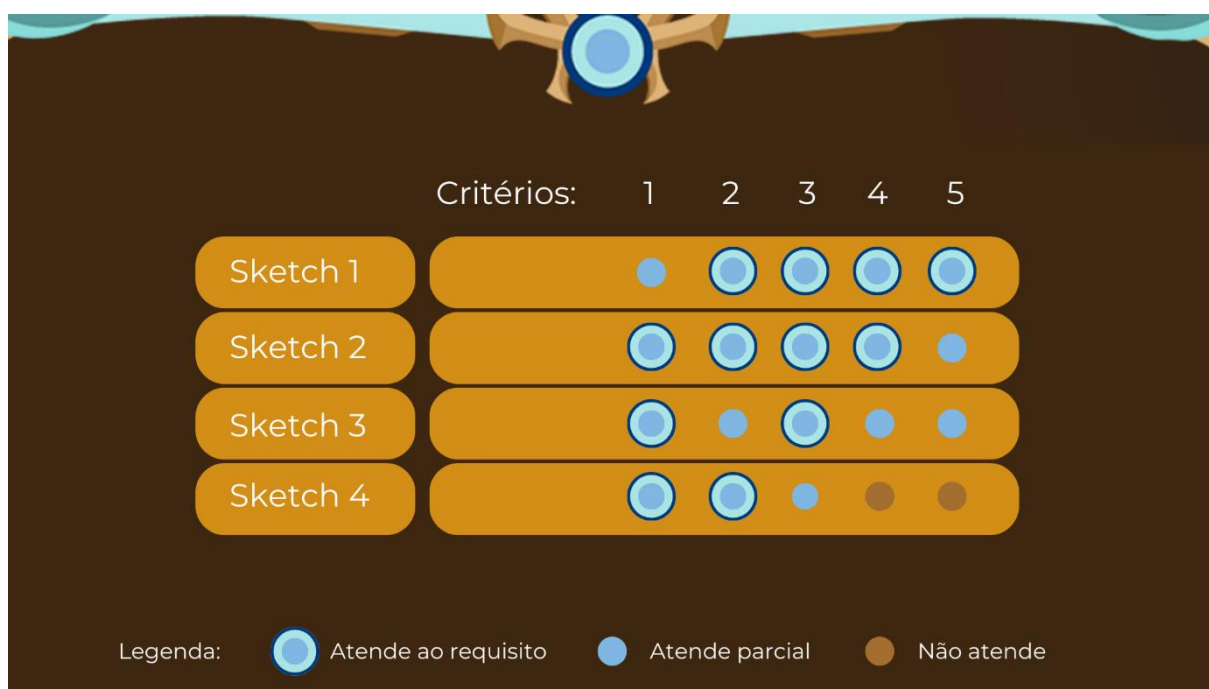 Critérios: 1 2 3 4 5
Sketch 1
Sketch 2
Sketch 3
Sketch 4
Legenda: Atende ao requisito Atende parcial Não atende